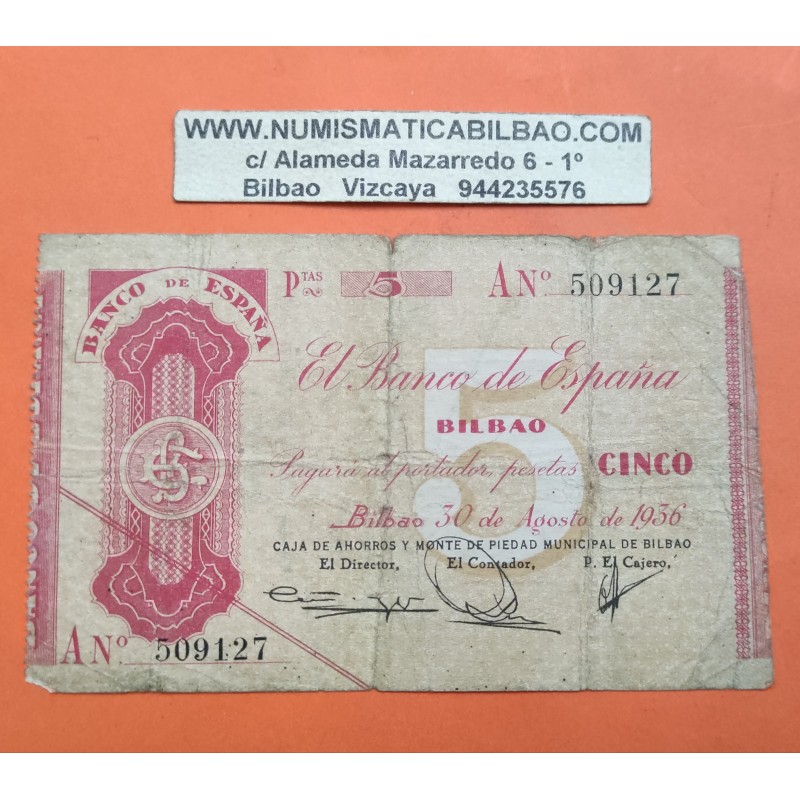 WWW.NUMISMATICABILBAO.COM
c/ Alameda Mazarredo 6 - 1º
Bilbao Vizcaya 944235576
BANCO DE ESPAÑA
PTAS 5 A Nº 509127
El Banco de España
5
BILBAO
Pagará al portador, pesetas CINCO
Bilbao 30 de Agosto de 1936
CAJA DE AHORROS Y MONTE DE PIEDAD MUNICIPAL DE BILBAO
El Director, El Contador, P. El Cajero,
A Nº 509127